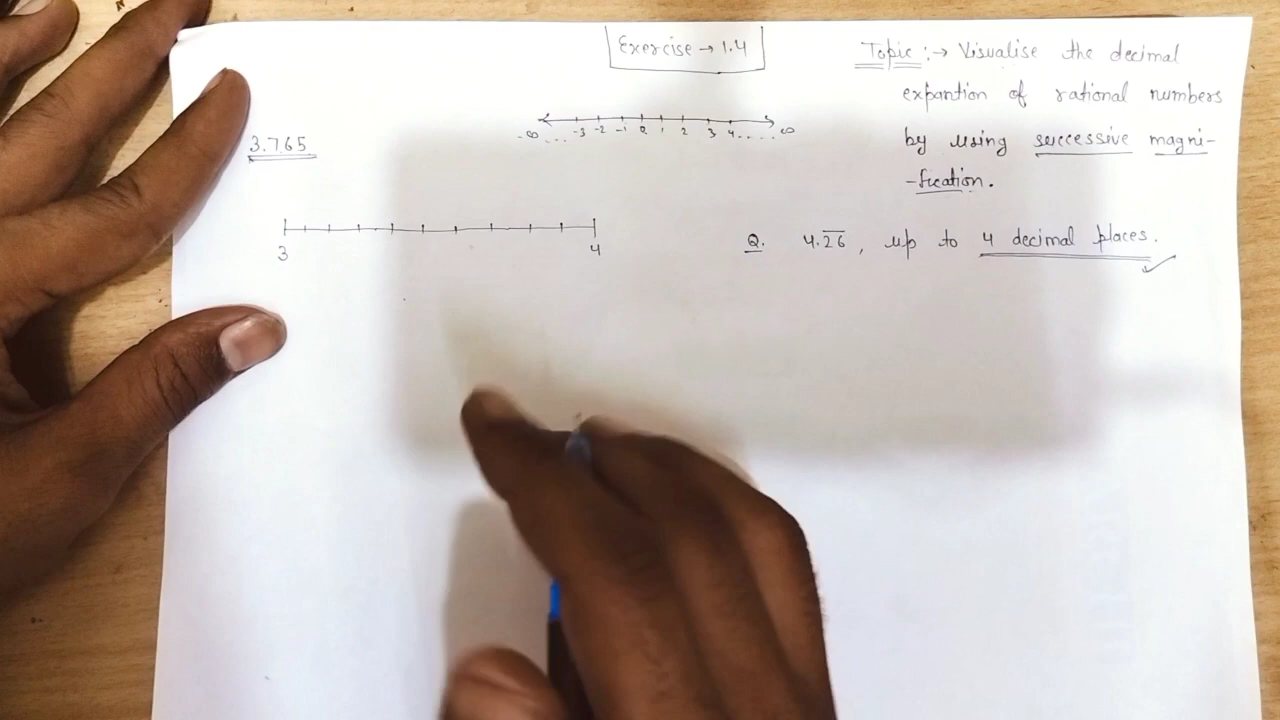 Exercise → 1.4
Topic :→ Visualise the decimal
expantion of rational numbers
by using successive magni-
-fication.
-∞ ... -3 -2 -1 0 1 2 3 4..... ∞
3.765
3 4
Q. 4.2̅6̅, up to 4 decimal places.